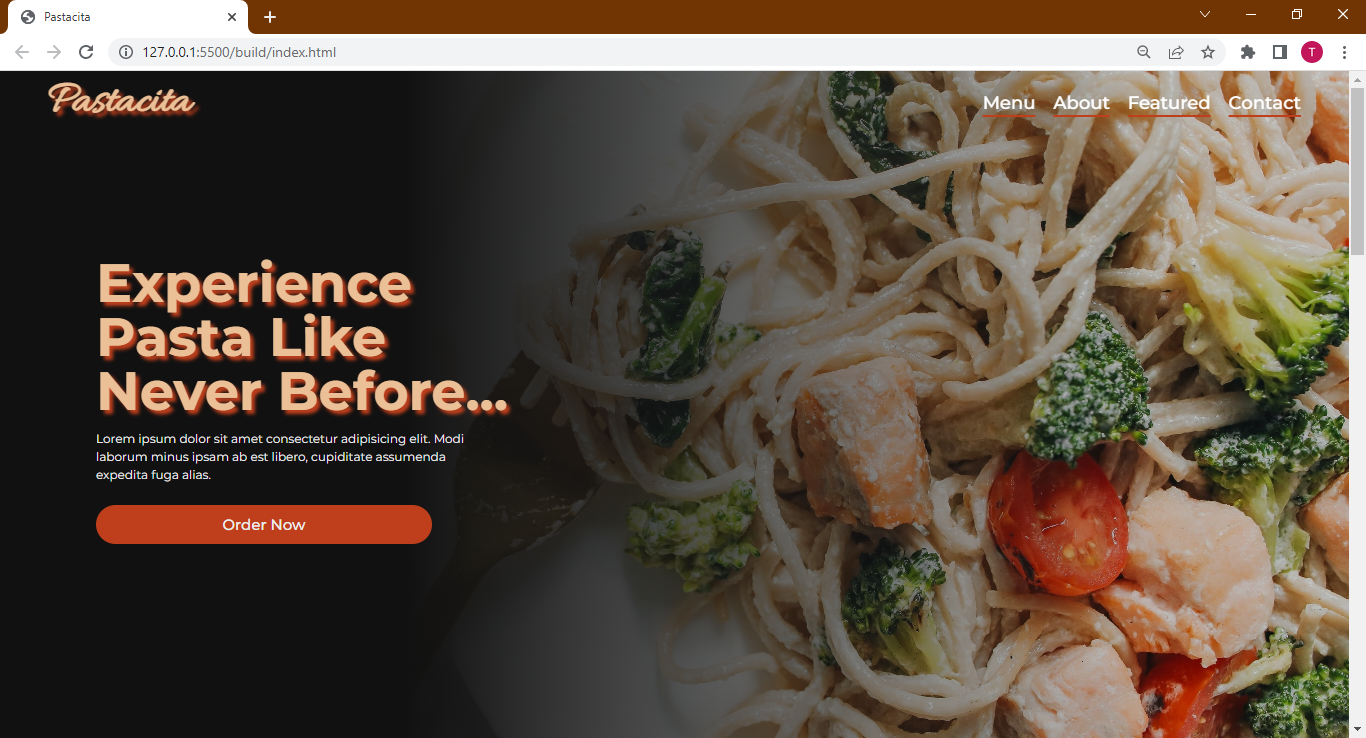 Pastacita
127.0.0.1:5500/build/index.html
T
Pastacita
Menu About Featured Contact
Experience
Pasta Like
Never Before...
Lorem ipsum dolor sit amet consectetur adipisicing elit. Modi
laborum minus ipsam ab est libero, cupiditate assumenda
expedita fuga alias.
Order Now